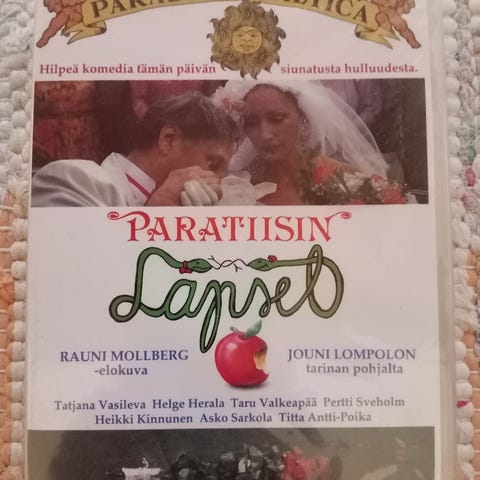 Hilpeä komedia tämän päivän siunatusta hulluudesta.
PARATIISIN
Lapset
RAUNI MOLLBERG
-elokuva
JOUNI LOMPOLON
tarinan pohjalta
Tatjana Vasileva Helge Herala Taru Valkeapää Pertti Sveholm
Heikki Kinnunen Asko Sarkola Titta Antti-Poika